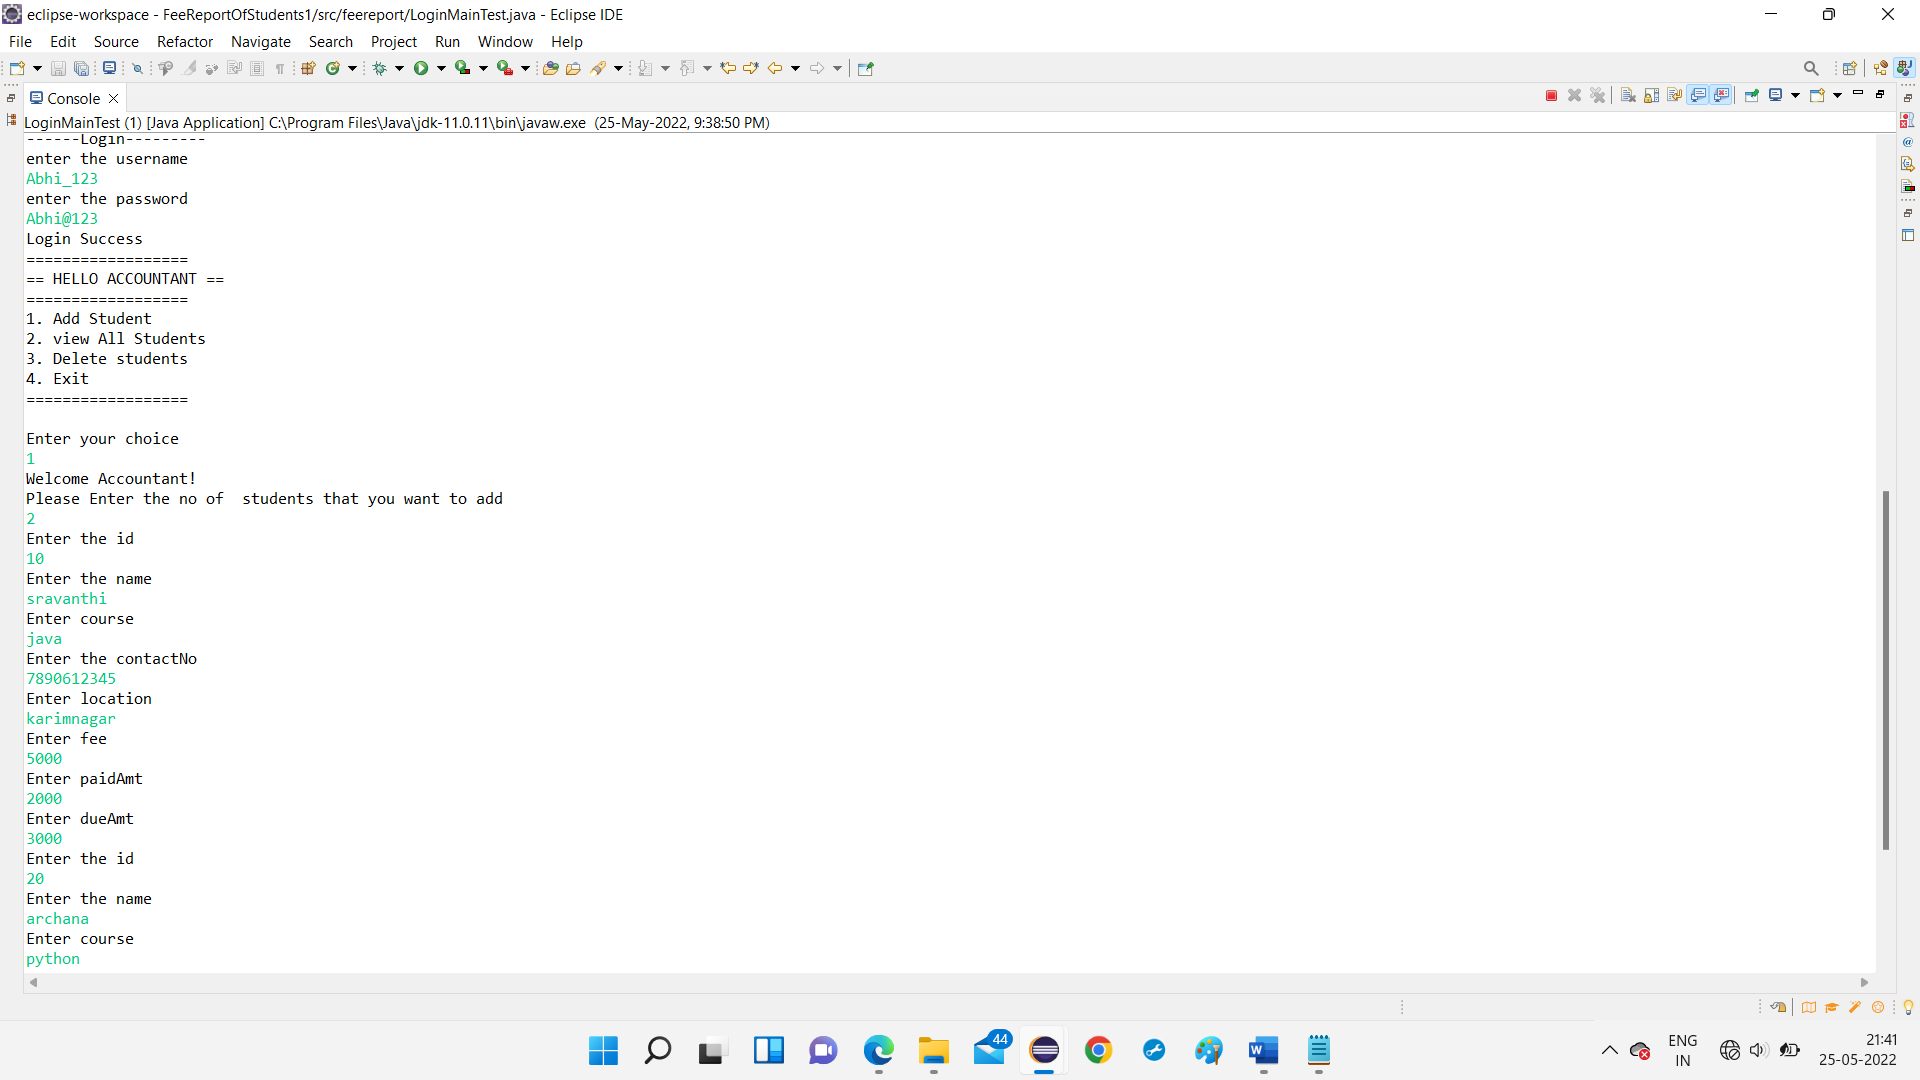 eclipse-workspace - FeeReportOfStudents1/src/feereport/LoginMainTest.java - Eclipse IDE
File Edit Source Refactor Navigate Search Project Run Window Help
Console
LoginMainTest (1) [Java Application] C:\Program Files\Java\jdk-11.0.11\bin\javaw.exe (25-May-2022, 9:38:50 PM)
------Login---------
enter the username
Abhi_123
enter the password
Abhi@123
Login Success
==================
== HELLO ACCOUNTANT ==
==================
1. Add Student
2. view All Students
3. Delete students
4. Exit
==================
Enter your choice
1
Welcome Accountant!
Please Enter the no of  students that you want to add
2
Enter the id
10
Enter the name
sravanthi
Enter course
java
Enter the contactNo
7890612345
Enter location
karimnagar
Enter fee
5000
Enter paidAmt
2000
Enter dueAmt
3000
Enter the id
20
Enter the name
archana
Enter course
python
44
ENG
IN
21:41
25-05-2022